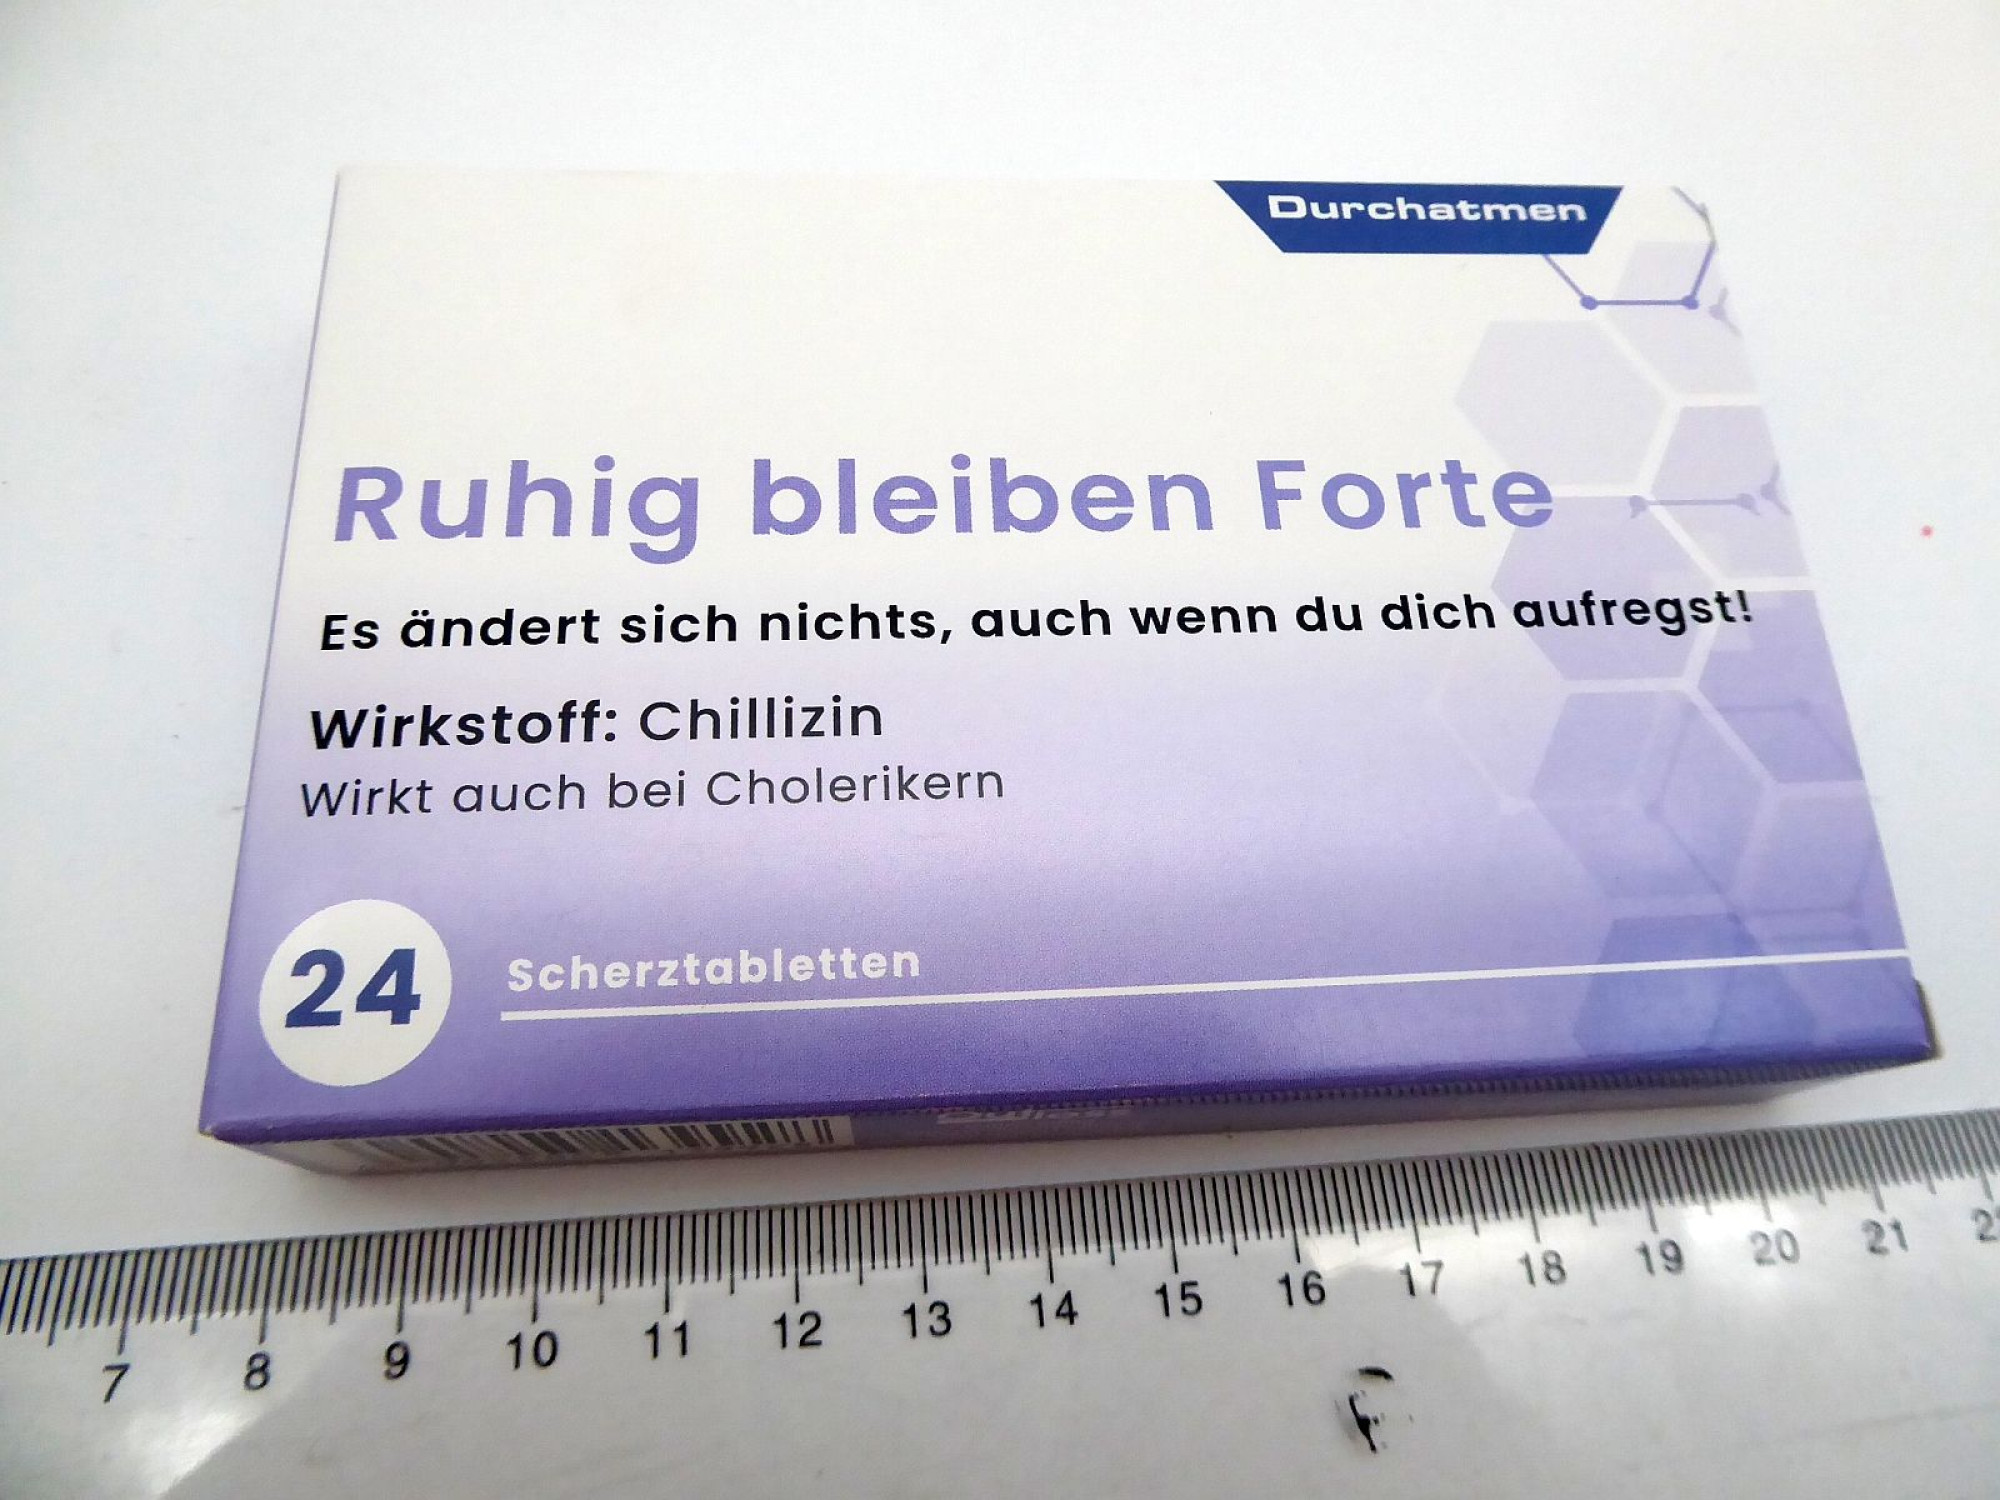 Durchatmen
Ruhig bleiben Forte
Es ändert sich nichts, auch wenn du dich aufregst!
Wirkstoff: Chillizin
Wirkt auch bei Cholerikern
24 Scherztabletten
7 8 9 10 11 12 13 14 15 16 17 18 19 20 21